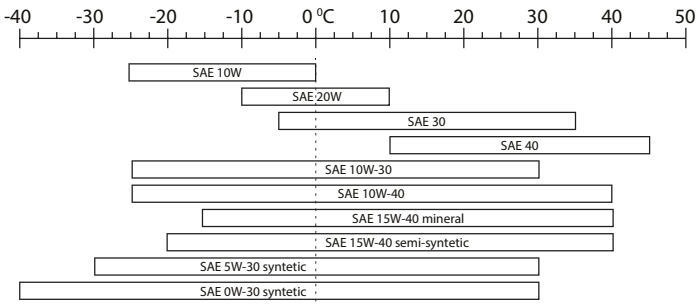 -40 -30 -20 -10 0 ºC 10 20 30 40 50
SAE 10W
SAE 20W
SAE 30
SAE 40
SAE 10W-30
SAE 10W-40
SAE 15W-40 mineral
SAE 15W-40 semi-syntetic
SAE 5W-30 syntetic
SAE 0W-30 syntetic